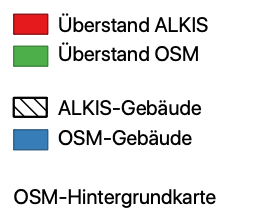 Überstand ALKIS
Überstand OSM
ALKIS-Gebäude
OSM-Gebäude
OSM-Hintergrundkarte